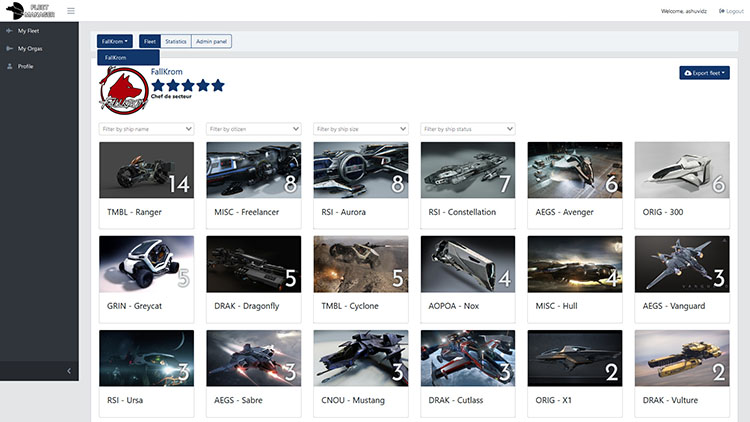 FLEET
MANAGER
Welcome, ashuvidz
Logout
My Fleet
My Orgas
Profile
FallKrom
Fleet
Statistics
Admin panel
FallKrom
FallKrom
Chef de secteur
Export fleet
Filter by ship name
Filter by citizen
Filter by ship size
Filter by ship status
14
8
8
7
6
6
TMBL - Ranger
MISC - Freelancer
RSI - Aurora
RSI - Constellation
AEGS - Avenger
ORIG - 300
5
5
5
4
4
3
GRIN - Greycat
DRAK - Dragonfly
TMBL - Cyclone
AOPOA - Nox
MISC - Hull
AEGS - Vanguard
3
3
3
3
2
2
RSI - Ursa
AEGS - Sabre
CNOU - Mustang
DRAK - Cutlass
ORIG - X1
DRAK - Vulture